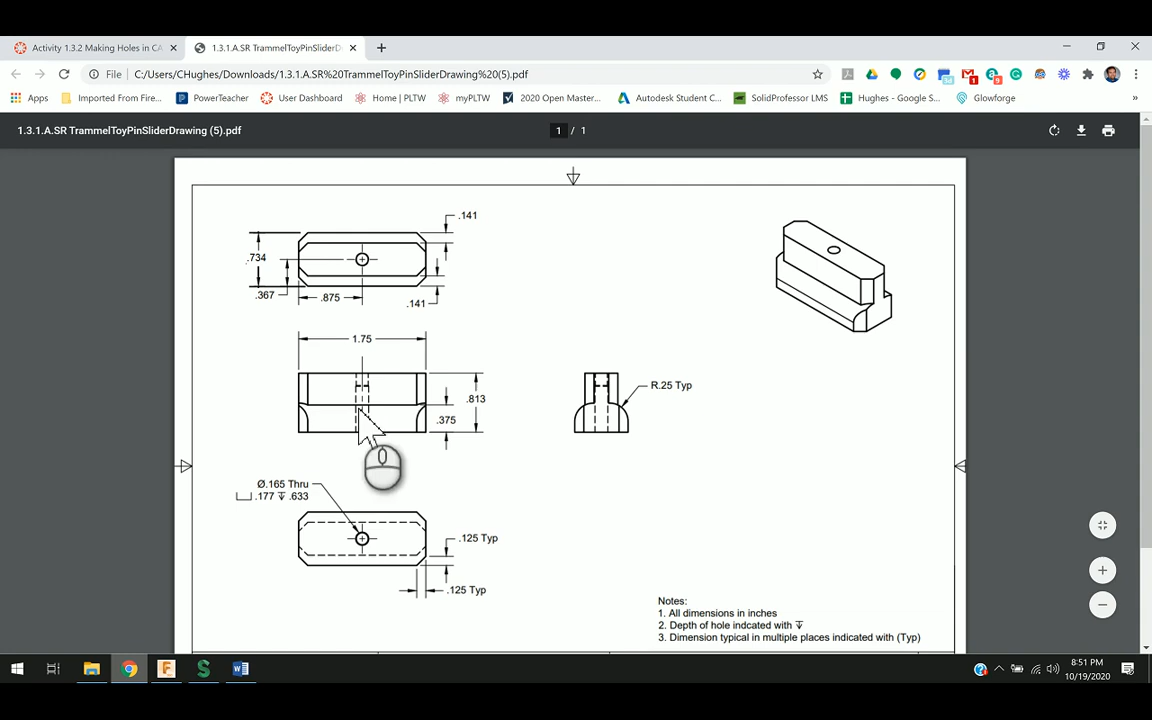 Activity 1.3.2 Making Holes in CA
1.3.1.A.SR TrammelToyPinSliderD
File C:/Users/CHughes/Downloads/1.3.1.A.SR%20TrammelToyPinSliderDrawing%20(5).pdf
Apps Imported From Fire... PowerTeacher User Dashboard Home | PLTW myPLTW 2020 Open Master... Autodesk Student C... SolidProfessor LMS Hughes - Google S... Glowforge
1.3.1.A.SR TrammelToyPinSliderDrawing (5).pdf
1 / 1
.141
.734
.367
.875
.141
1.75
.813
.375
R.25 Typ
Ø.165 Thru
⌴ .177 ↧ .633
.125 Typ
.125 Typ
Notes:
1. All dimensions in inches
2. Depth of hole indcated with ↧
3. Dimension typical in multiple places indicated with (Typ)
8:51 PM
10/19/2020